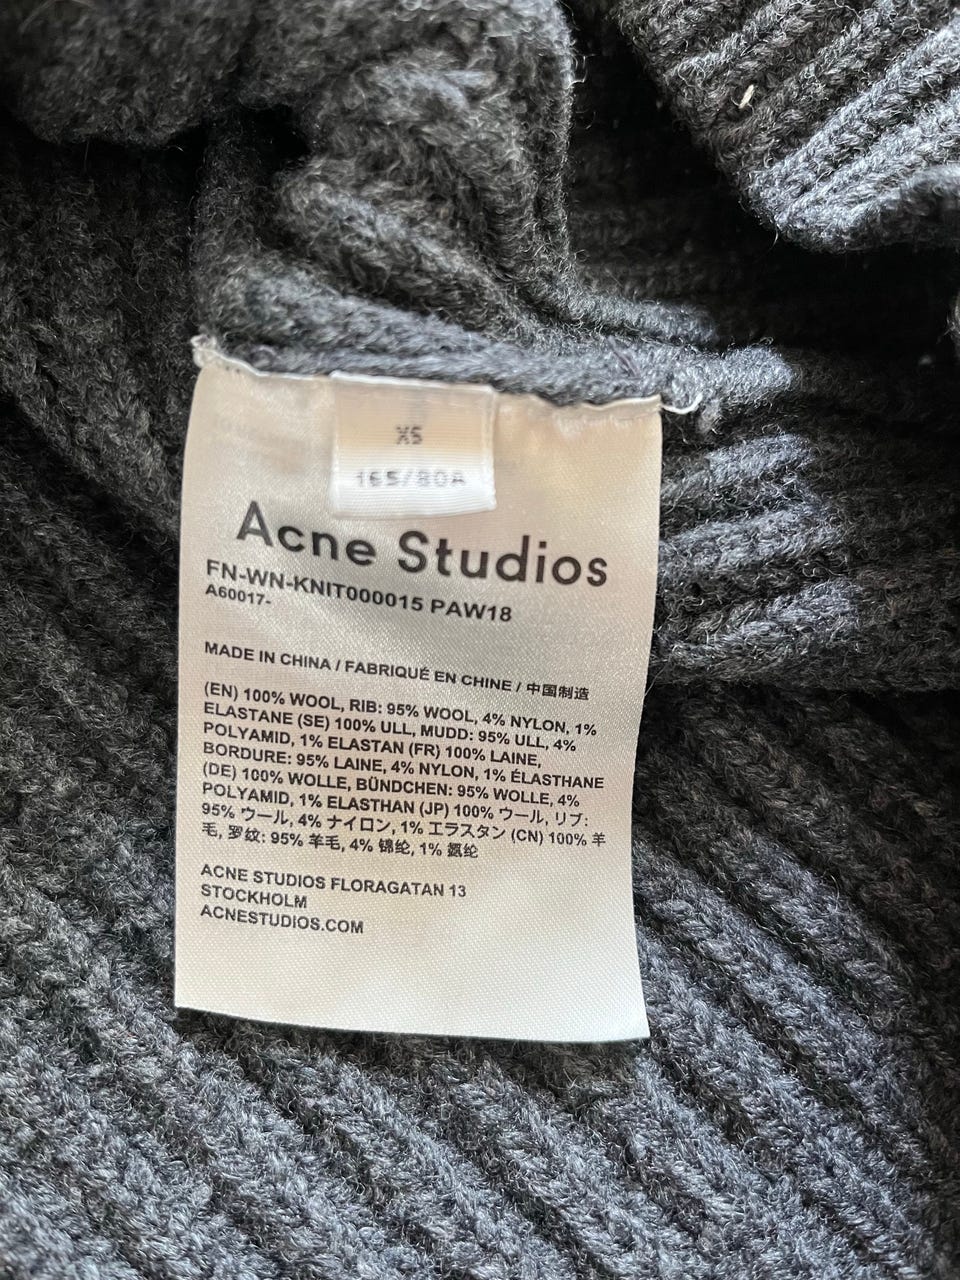 XS
165/80A
Acne Studios
FN-WN-KNIT000015 PAW18
A60017-
MADE IN CHINA / FABRIQUÉ EN CHINE / 中国制造
(EN) 100% WOOL, RIB: 95% WOOL, 4% NYLON, 1%
ELASTANE (SE) 100% ULL, MUDD: 95% ULL, 4%
POLYAMID, 1% ELASTAN (FR) 100% LAINE,
BORDURE: 95% LAINE, 4% NYLON, 1% ÉLASTHANE
(DE) 100% WOLLE, BÜNDCHEN: 95% WOLLE, 4%
POLYAMID, 1% ELASTHAN (JP) 100% ウール, リブ:
95% ウール, 4% ナイロン, 1% エラスタン (CN) 100% 羊
毛, 罗纹: 95% 羊毛, 4% 锦纶, 1% 氨纶
ACNE STUDIOS FLORAGATAN 13
STOCKHOLM
ACNESTUDIOS.COM